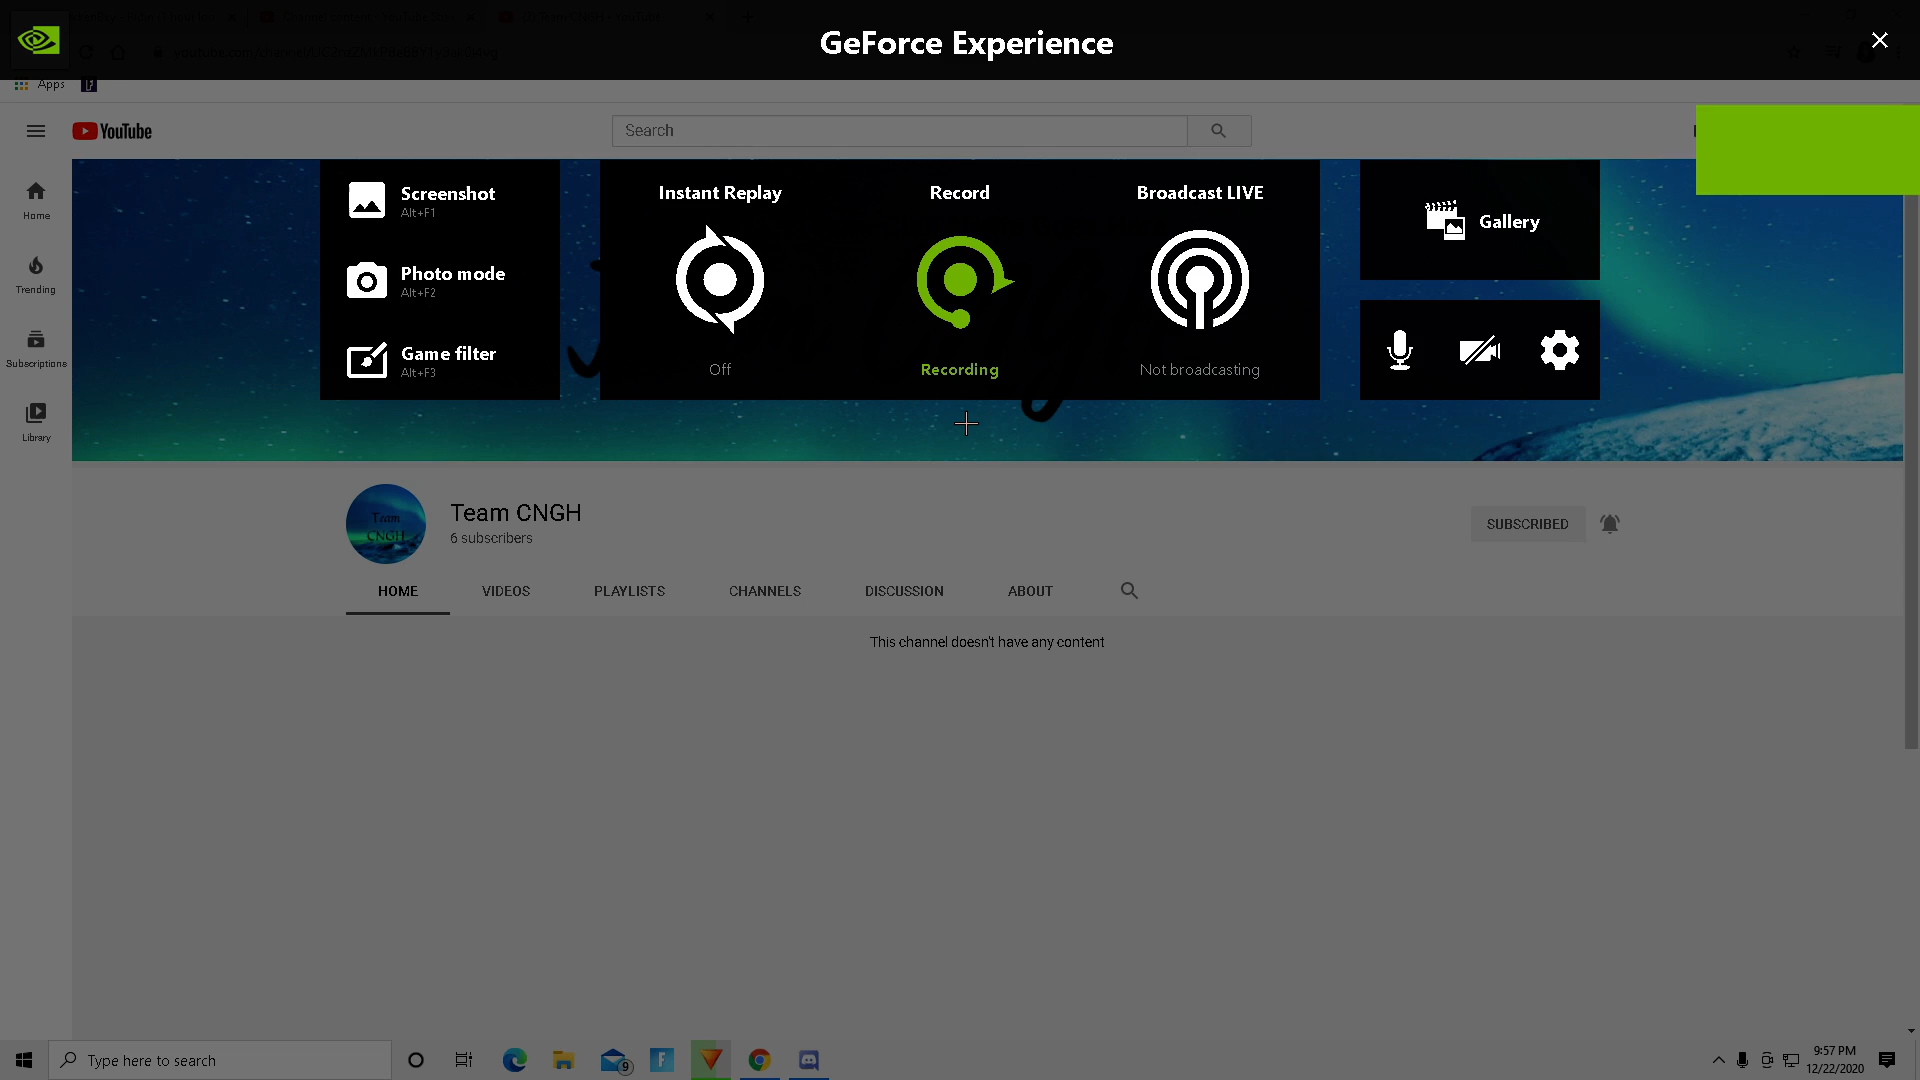 GeForce Experience
Apps
YouTube
Search
Home
Trending
Subscriptions
Library
Screenshot
Alt+F1
Photo mode
Alt+F2
Game filter
Alt+F3
Instant Replay
Off
Record
Recording
Broadcast LIVE
Not broadcasting
Gallery
Team
CNGH
Team CNGH
6 subscribers
SUBSCRIBED
HOME VIDEOS PLAYLISTS CHANNELS DISCUSSION ABOUT
This channel doesn't have any content
Type here to search
9
9:57 PM
12/22/2020